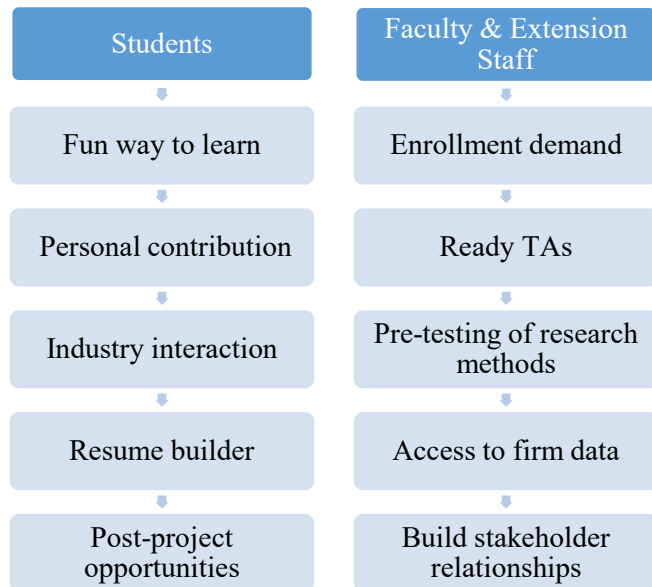 Students
Fun way to learn
Personal contribution
Industry interaction
Resume builder
Post-project
opportunities
Faculty & Extension
Staff
Enrollment demand
Ready TAs
Pre-testing of research
methods
Access to firm data
Build stakeholder
relationships